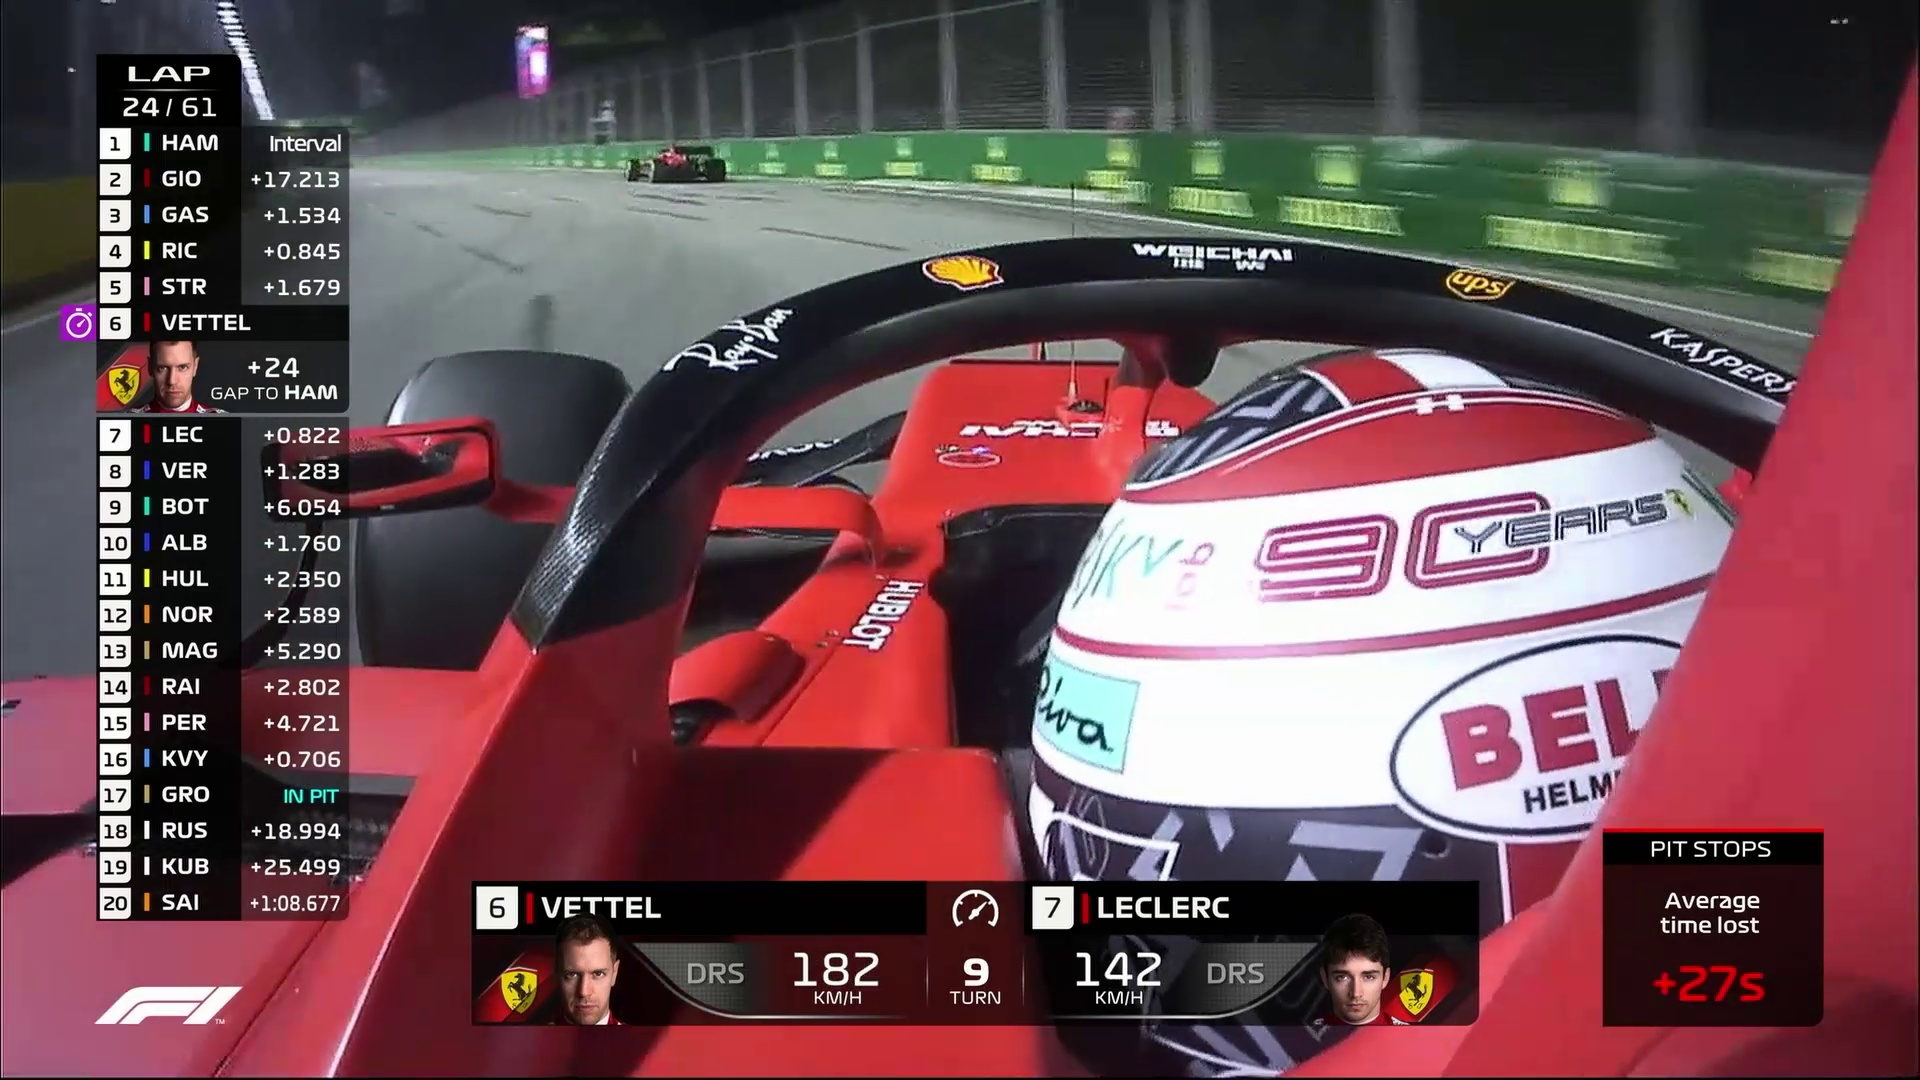 LAP
24 / 61
1 HAM Interval
2 GIO +17.213
3 GAS +1.534
4 RIC +0.845
5 STR +1.679
6 VETTEL
+24
GAP TO HAM
7 LEC +0.822
8 VER +1.283
9 BOT +6.054
10 ALB +1.760
11 HUL +2.350
12 NOR +2.589
13 MAG +5.290
14 RAI +2.802
15 PER +4.721
16 KVY +0.706
17 GRO IN PIT
18 RUS +18.994
19 KUB +25.499
20 SAI +1:08.677
WEICHAI
ups
Ray-Ban
KASPERS
90 YEARS
HUBLOT
Riva
BELL
HELM
6 VETTEL
DRS 182
KM/H
9
TURN
7 LECLERC
142 DRS
KM/H
PIT STOPS
Average
time lost
+27s
F1
TM